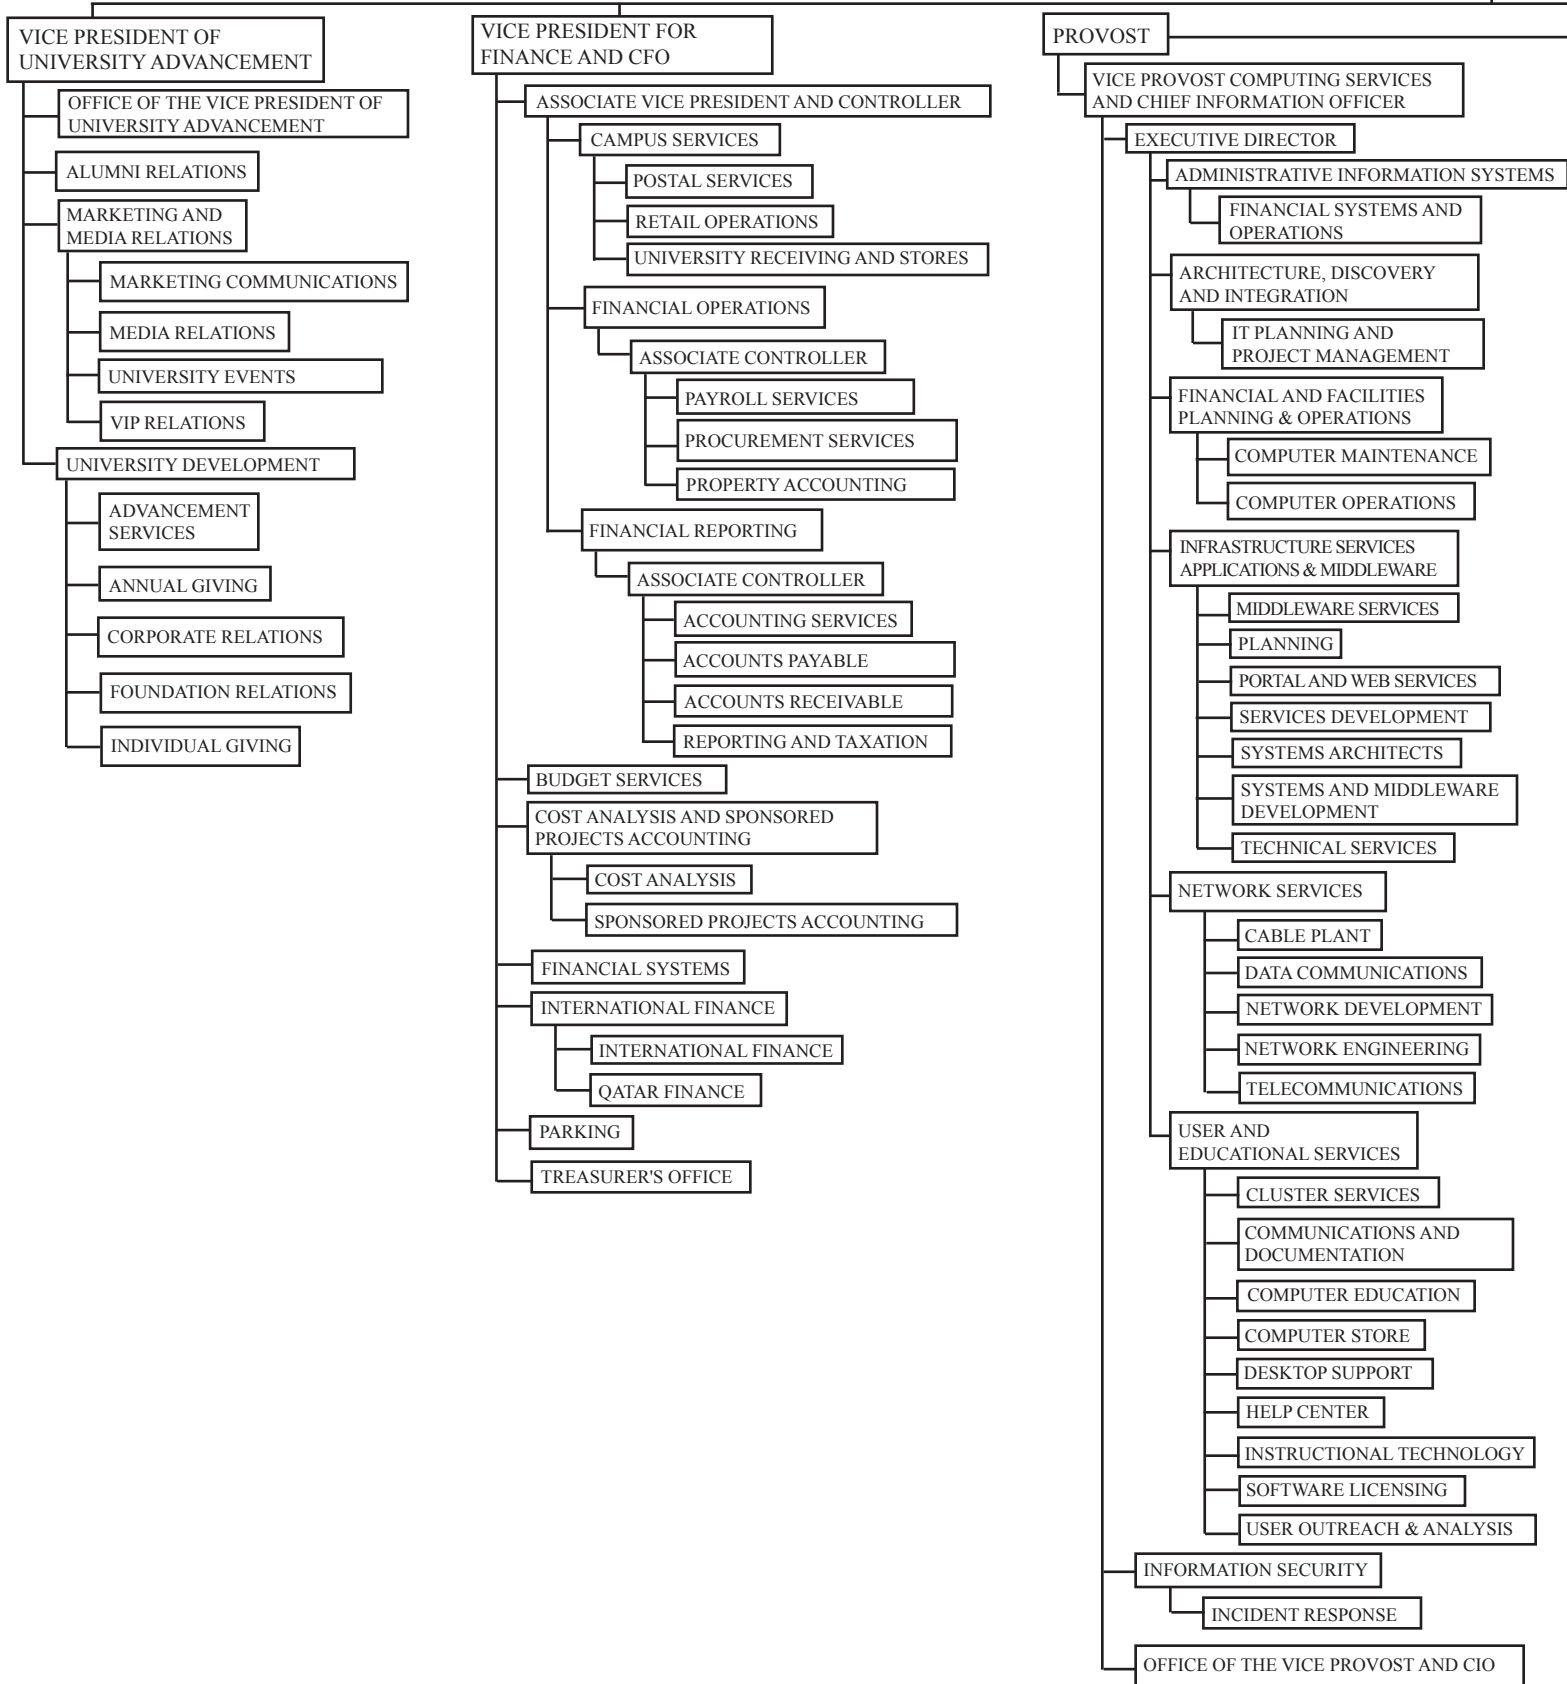 VICE PRESIDENT OF
UNIVERSITY ADVANCEMENT
OFFICE OF THE VICE PRESIDENT OF
UNIVERSITY ADVANCEMENT
ALUMNI RELATIONS
MARKETING AND
MEDIA RELATIONS
MARKETING COMMUNICATIONS
MEDIA RELATIONS
UNIVERSITY EVENTS
VIP RELATIONS
UNIVERSITY DEVELOPMENT
ADVANCEMENT
SERVICES
ANNUAL GIVING
CORPORATE RELATIONS
FOUNDATION RELATIONS
INDIVIDUAL GIVING
VICE PRESIDENT FOR
FINANCE AND CFO
ASSOCIATE VICE PRESIDENT AND CONTROLLER
CAMPUS SERVICES
POSTAL SERVICES
RETAIL OPERATIONS
UNIVERSITY RECEIVING AND STORES
FINANCIAL OPERATIONS
ASSOCIATE CONTROLLER
PAYROLL SERVICES
PROCUREMENT SERVICES
PROPERTY ACCOUNTING
FINANCIAL REPORTING
ASSOCIATE CONTROLLER
ACCOUNTING SERVICES
ACCOUNTS PAYABLE
ACCOUNTS RECEIVABLE
REPORTING AND TAXATION
BUDGET SERVICES
COST ANALYSIS AND SPONSORED
PROJECTS ACCOUNTING
COST ANALYSIS
SPONSORED PROJECTS ACCOUNTING
FINANCIAL SYSTEMS
INTERNATIONAL FINANCE
INTERNATIONAL FINANCE
QATAR FINANCE
PARKING
TREASURER'S OFFICE
PROVOST
VICE PROVOST COMPUTING SERVICES
AND CHIEF INFORMATION OFFICER
EXECUTIVE DIRECTOR
ADMINISTRATIVE INFORMATION SYSTEMS
FINANCIAL SYSTEMS AND
OPERATIONS
ARCHITECTURE, DISCOVERY
AND INTEGRATION
IT PLANNING AND
PROJECT MANAGEMENT
FINANCIAL AND FACILITIES
PLANNING & OPERATIONS
COMPUTER MAINTENANCE
COMPUTER OPERATIONS
INFRASTRUCTURE SERVICES
APPLICATIONS & MIDDLEWARE
MIDDLEWARE SERVICES
PLANNING
PORTAL AND WEB SERVICES
SERVICES DEVELOPMENT
SYSTEMS ARCHITECTS
SYSTEMS AND MIDDLEWARE
DEVELOPMENT
TECHNICAL SERVICES
NETWORK SERVICES
CABLE PLANT
DATA COMMUNICATIONS
NETWORK DEVELOPMENT
NETWORK ENGINEERING
TELECOMMUNICATIONS
USER AND
EDUCATIONAL SERVICES
CLUSTER SERVICES
COMMUNICATIONS AND
DOCUMENTATION
COMPUTER EDUCATION
COMPUTER STORE
DESKTOP SUPPORT
HELP CENTER
INSTRUCTIONAL TECHNOLOGY
SOFTWARE LICENSING
USER OUTREACH & ANALYSIS
INFORMATION SECURITY
INCIDENT RESPONSE
OFFICE OF THE VICE PROVOST AND CIO